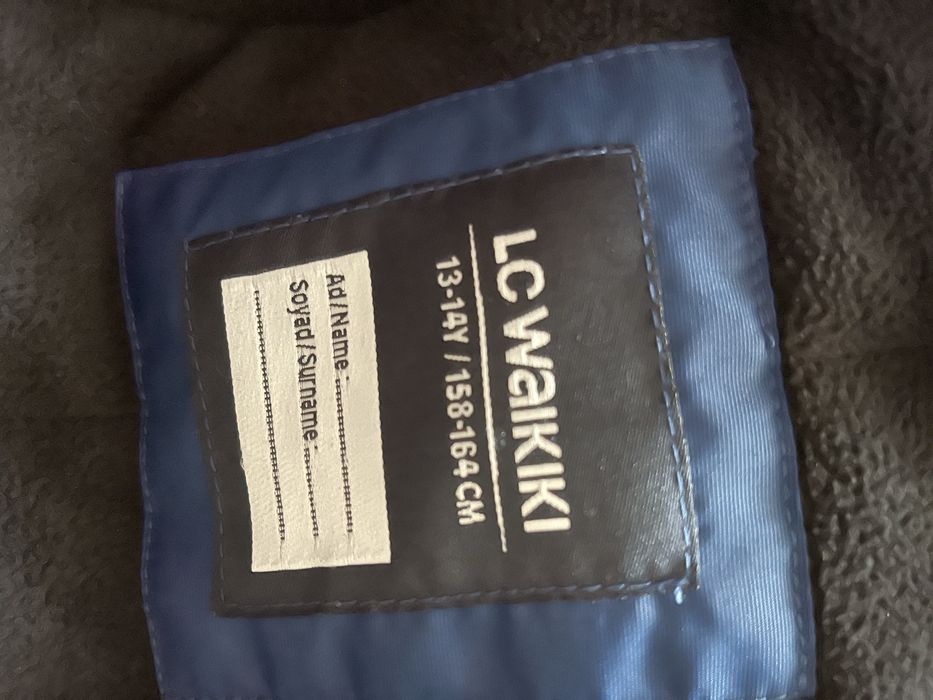 LC WAIKIKI
13-14Y / 158-164 CM
Ad/Name:
Soyad/Surname: